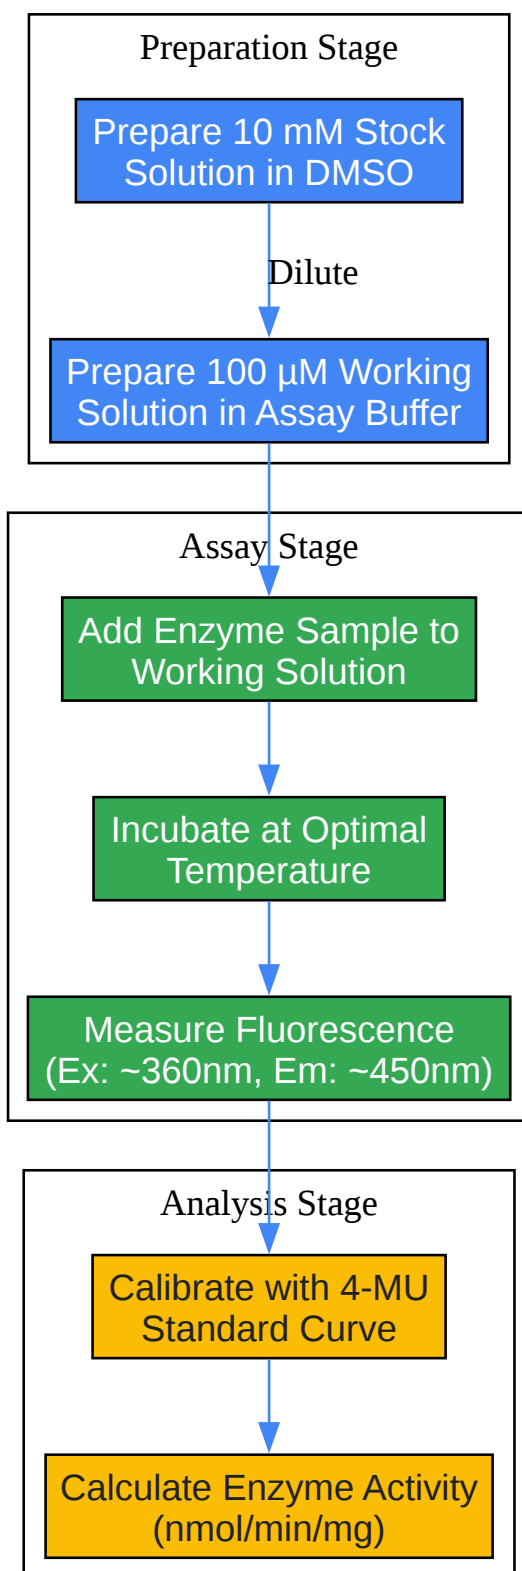 Preparation Stage
Prepare 10 mM Stock
Solution in DMSO
Dilute
Prepare 100 µM Working
Solution in Assay Buffer
Assay Stage
Add Enzyme Sample to
Working Solution
Incubate at Optimal
Temperature
Measure Fluorescence
(Ex: ~360nm, Em: ~450nm)
Analysis Stage
Calibrate with 4-MU
Standard Curve
Calculate Enzyme Activity
(nmol/min/mg)